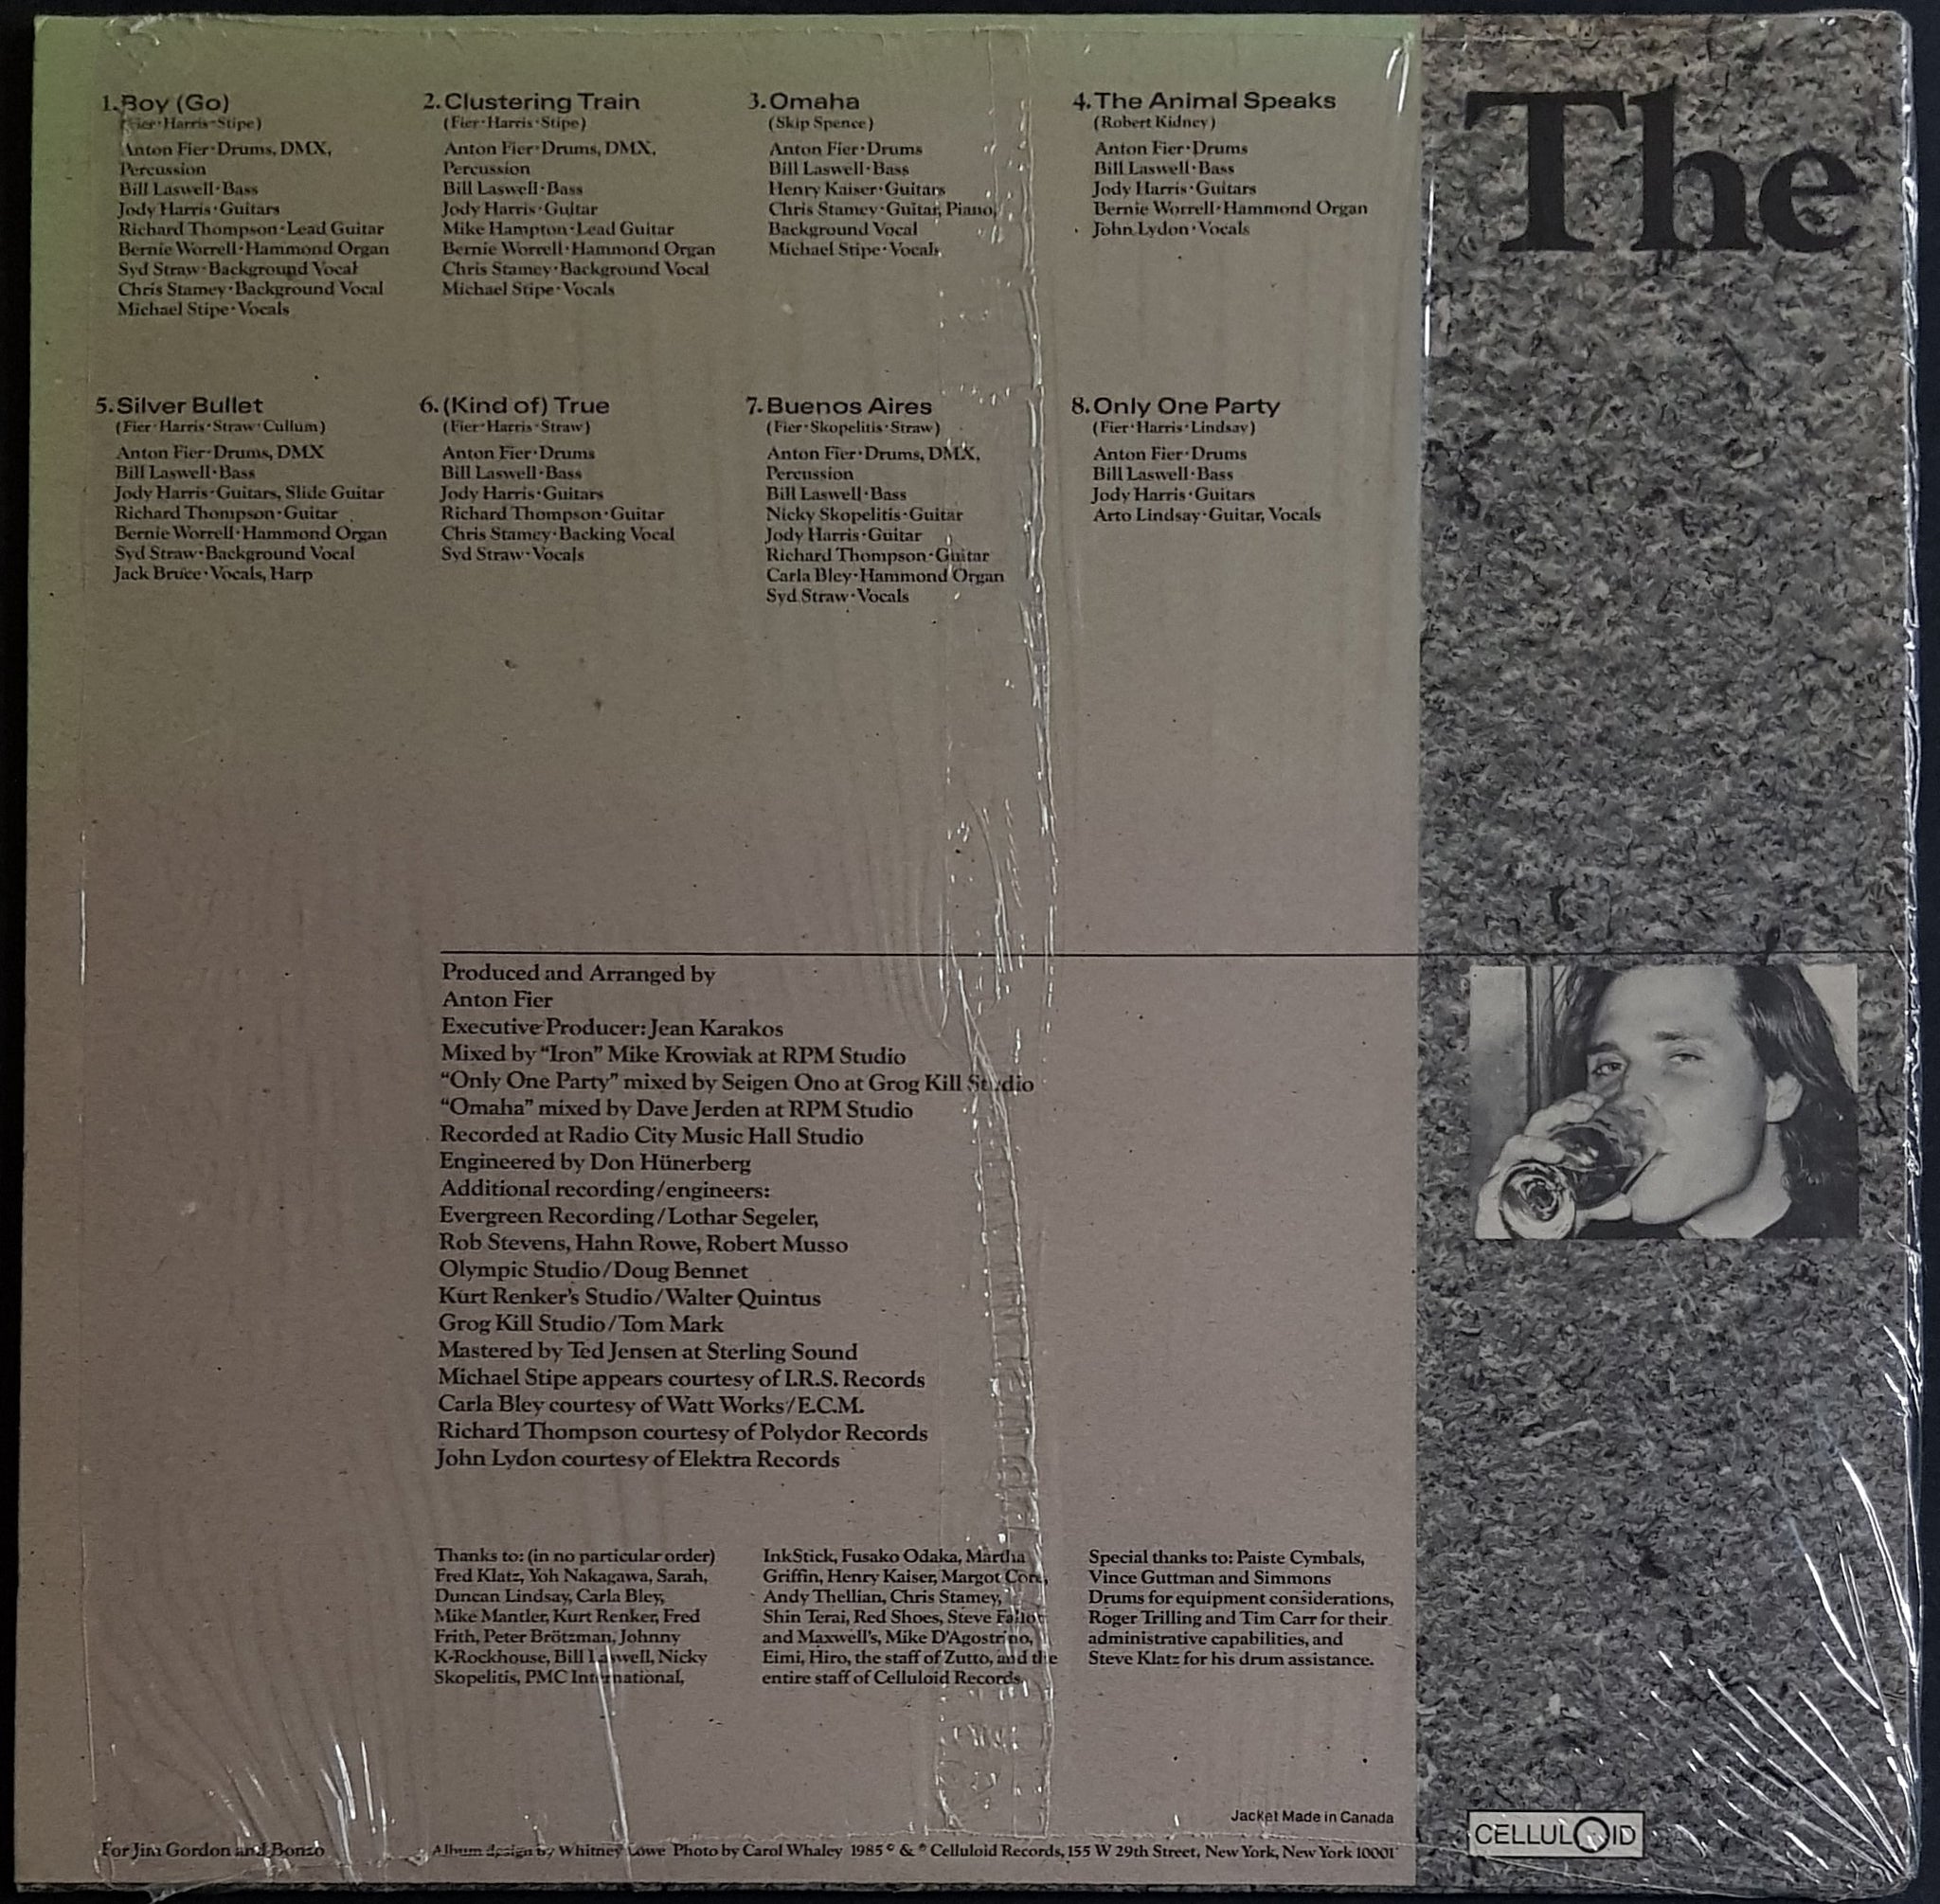 1. Boy (Go)
(Fier·Harris·Stipe)
Anton Fier·Drums, DMX,
Percussion
Bill Laswell·Bass
Jody Harris·Guitars
Richard Thompson·Lead Guitar
Bernie Worrell·Hammond Organ
Syd Straw·Background Vocal
Chris Stamey·Background Vocal
Michael Stipe·Vocals
2. Clustering Train
(Fier·Harris·Stipe)
Anton Fier·Drums, DMX,
Percussion
Bill Laswell·Bass
Jody Harris·Guitar
Mike Hampton·Lead Guitar
Bernie Worrell·Hammond Organ
Chris Stamey·Background Vocal
Michael Stipe·Vocals
3. Omaha
(Skip Spence)
Anton Fier·Drums
Bill Laswell·Bass
Henry Kaiser·Guitars
Chris Stamey·Guitar, Piano,
Background Vocal
Michael Stipe·Vocals
4. The Animal Speaks
(Robert Kidney)
Anton Fier·Drums
Bill Laswell·Bass
Jody Harris·Guitars
Bernie Worrell·Hammond Organ
John Lydon·Vocals
The
5. Silver Bullet
(Fier·Harris·Straw·Cullum)
Anton Fier·Drums, DMX
Bill Laswell·Bass
Jody Harris·Guitars, Slide Guitar
Richard Thompson·Guitar
Bernie Worrell·Hammond Organ
Syd Straw·Background Vocal
Jack Bruce·Vocals, Harp
6. (Kind of) True
(Fier·Harris·Straw)
Anton Fier·Drums
Bill Laswell·Bass
Jody Harris·Guitars
Richard Thompson·Guitar
Chris Stamey·Backing Vocal
Syd Straw·Vocals
7. Buenos Aires
(Fier·Skopelitis·Straw)
Anton Fier·Drums, DMX,
Percussion
Bill Laswell·Bass
Nicky Skopelitis·Guitar
Jody Harris·Guitar
Richard Thompson·Guitar
Carla Bley·Hammond Organ
Syd Straw·Vocals
8. Only One Party
(Fier·Harris·Lindsay)
Anton Fier·Drums
Bill Laswell·Bass
Jody Harris·Guitars
Arto Lindsay·Guitar, Vocals
Produced and Arranged by
Anton Fier
Executive Producer: Jean Karakos
Mixed by “Iron” Mike Krowiak at RPM Studio
“Only One Party” mixed by Seigen Ono at Grog Kill Studio
“Omaha” mixed by Dave Jerden at RPM Studio
Recorded at Radio City Music Hall Studio
Engineered by Don Hünerberg
Additional recording/engineers:
Evergreen Recording/Lothar Segeler,
Rob Stevens, Hahn Rowe, Robert Musso
Olympic Studio/Doug Bennet
Kurt Renker's Studio/Walter Quintus
Grog Kill Studio/Tom Mark
Mastered by Ted Jensen at Sterling Sound
Michael Stipe appears courtesy of I.R.S. Records
Carla Bley courtesy of Watt Works/E.C.M.
Richard Thompson courtesy of Polydor Records
John Lydon courtesy of Elektra Records
Thanks to: (in no particular order)
Fred Klatz, Yoh Nakagawa, Sarah,
Duncan Lindsay, Carla Bley,
Mike Mantler, Kurt Renker, Fred
Frith, Peter Brötzman, Johnny
K-Rockhouse, Bill Laswell, Nicky
Skopelitis, PMC International,
InkStick, Fusako Odaka, Martha
Griffin, Henry Kaiser, Margot Core,
Andy Thellian, Chris Stamey,
Shin Terai, Red Shoes, Steve Fallon
and Maxwell's, Mike D'Agostrino,
Eimi, Hiro, the staff of Zutto, and the
entire staff of Celluloid Records.
Special thanks to: Paiste Cymbals,
Vince Guttman and Simmons
Drums for equipment considerations,
Roger Trilling and Tim Carr for their
administrative capabilities, and
Steve Klatz for his drum assistance.
Jacket Made in Canada
For Jim Gordon and Bonzo
Album design by Whitney Lowe Photo by Carol Whaley 1985 © & ℗ Celluloid Records, 155 W 29th Street, New York, New York 10001
CELLULOID